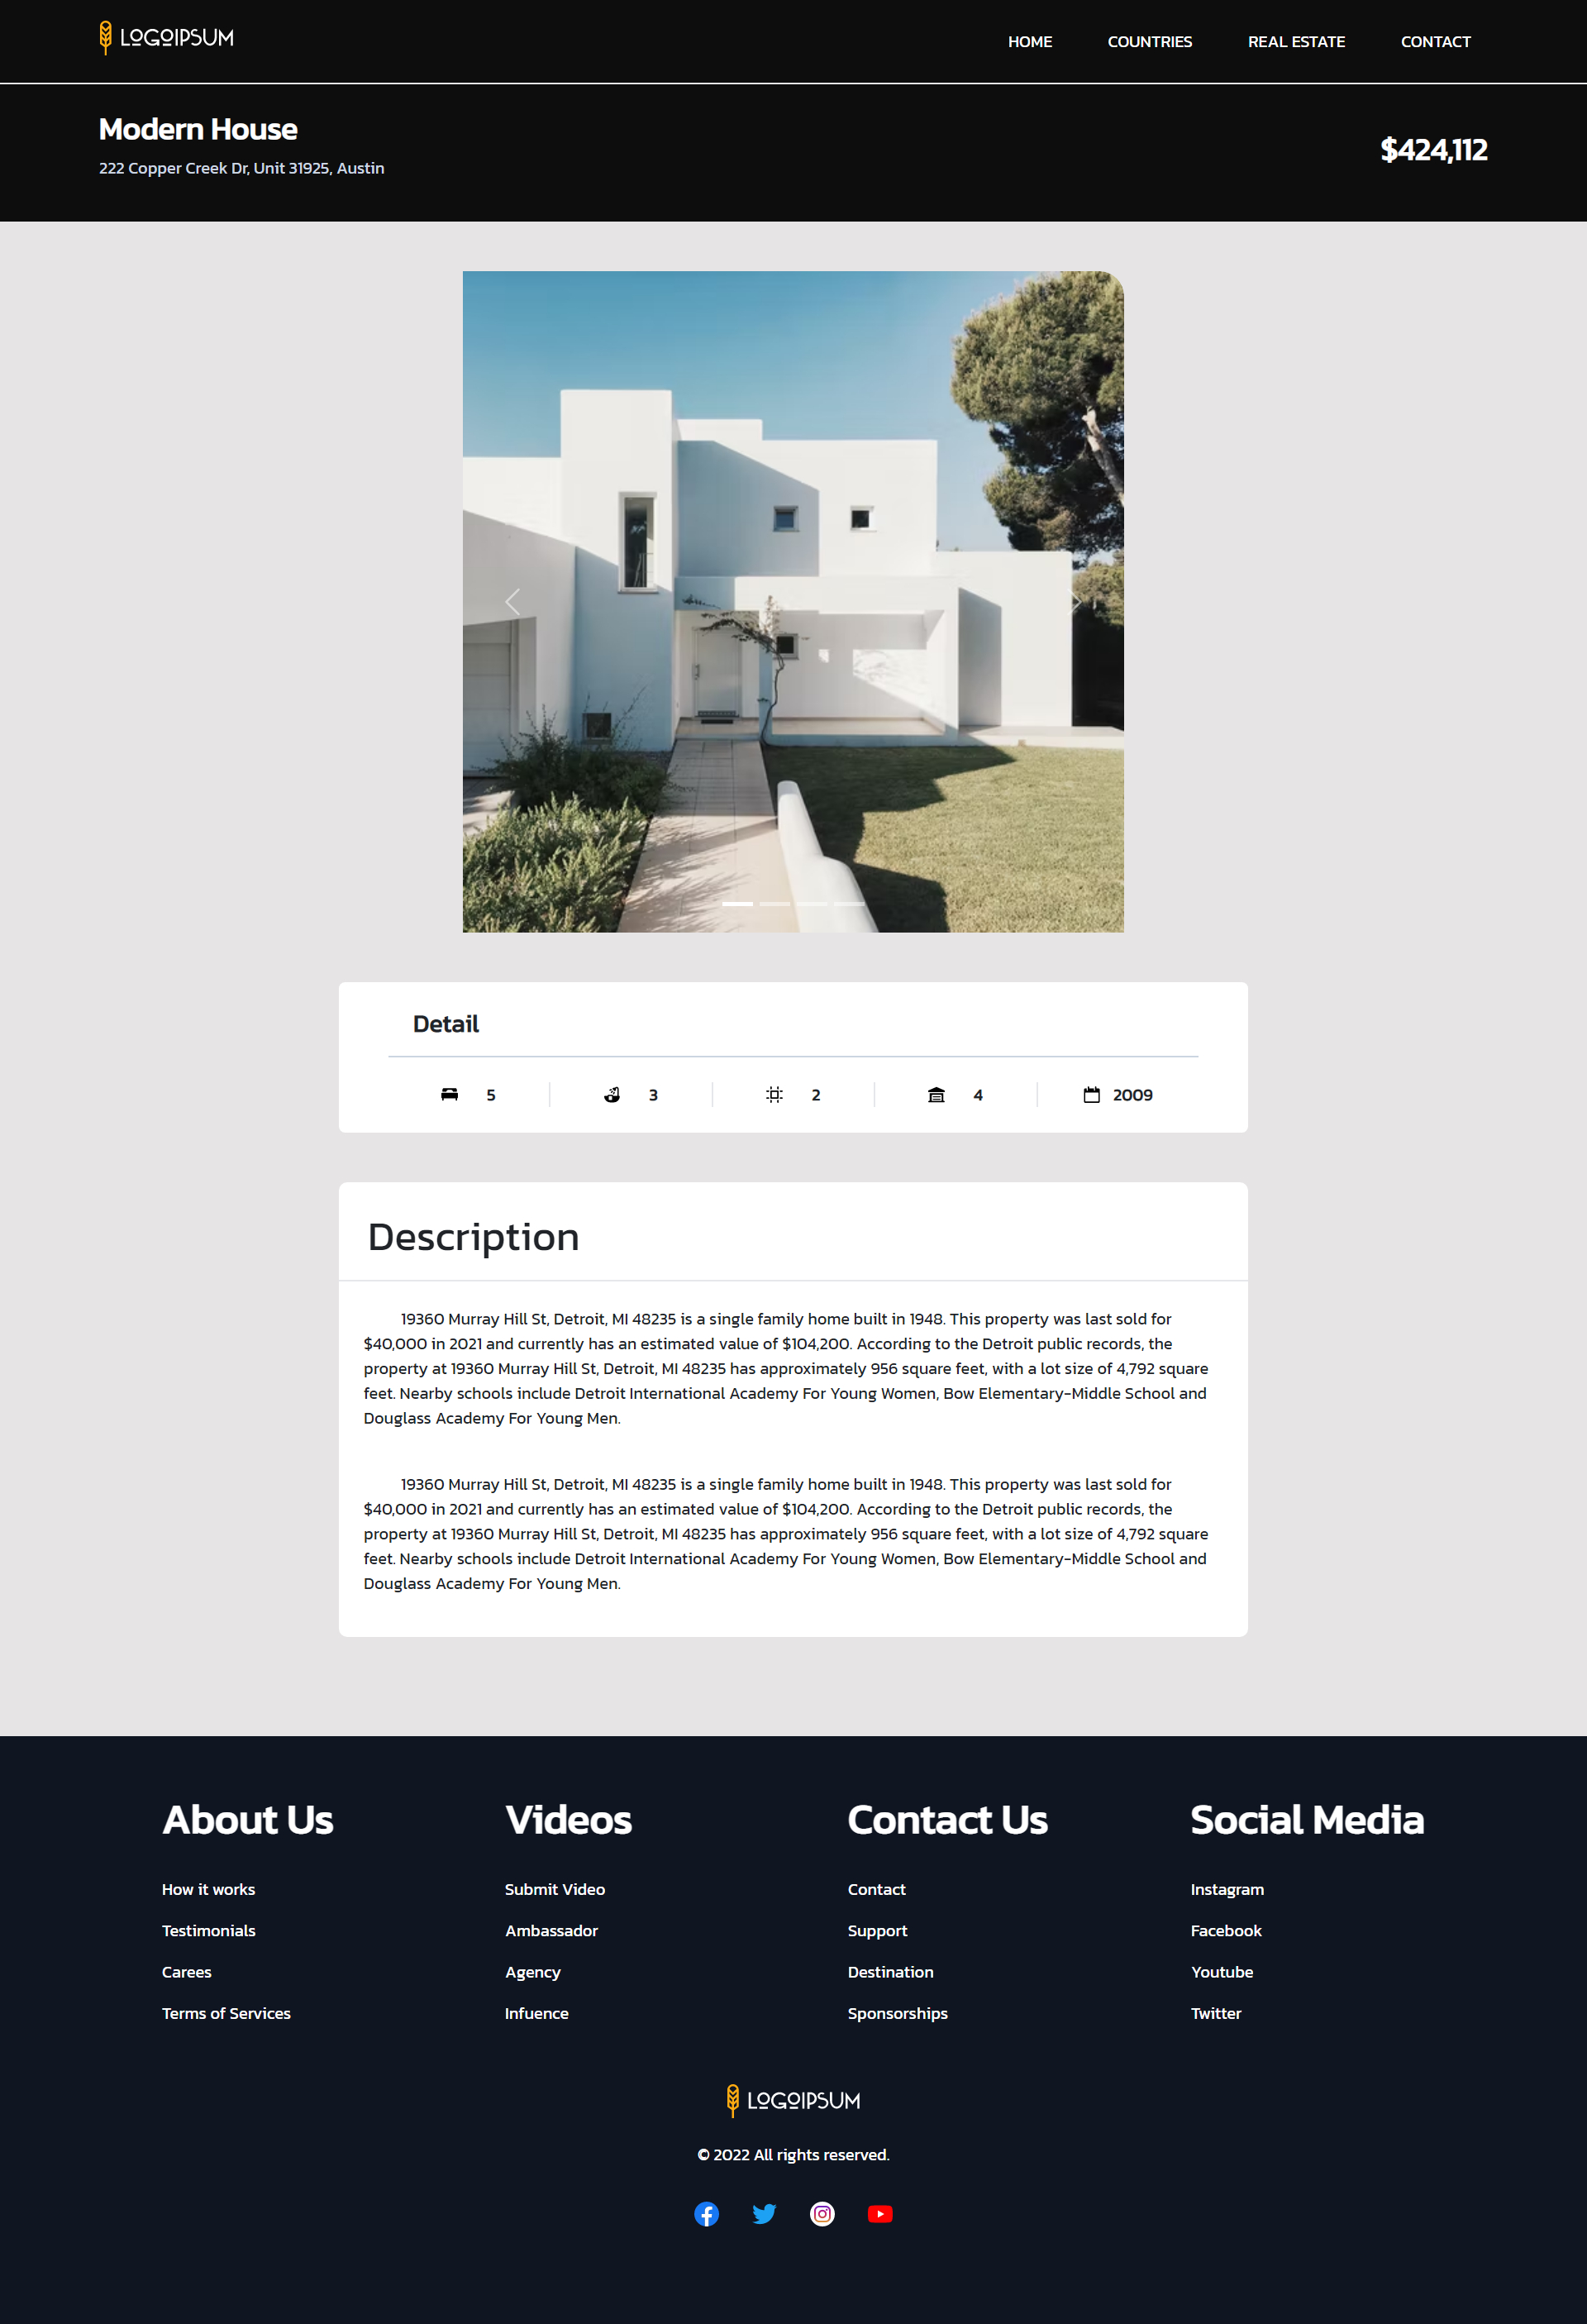 LOGOIPSUM
HOME COUNTRIES REAL ESTATE CONTACT
Modern House
222 Copper Creek Dr, Unit 31925, Austin
$424,112
Detail
5 3 2 4 2009
Description
19360 Murray Hill St, Detroit, MI 48235 is a single family home built in 1948. This property was last sold for
$40,000 in 2021 and currently has an estimated value of $104,200. According to the Detroit public records, the
property at 19360 Murray Hill St, Detroit, MI 48235 has approximately 956 square feet, with a lot size of 4,792 square
feet. Nearby schools include Detroit International Academy For Young Women, Bow Elementary-Middle School and
Douglass Academy For Young Men.
19360 Murray Hill St, Detroit, MI 48235 is a single family home built in 1948. This property was last sold for
$40,000 in 2021 and currently has an estimated value of $104,200. According to the Detroit public records, the
property at 19360 Murray Hill St, Detroit, MI 48235 has approximately 956 square feet, with a lot size of 4,792 square
feet. Nearby schools include Detroit International Academy For Young Women, Bow Elementary-Middle School and
Douglass Academy For Young Men.
About Us
How it works
Testimonials
Carees
Terms of Services
Videos
Submit Video
Ambassador
Agency
Infuence
Contact Us
Contact
Support
Destination
Sponsorships
Social Media
Instagram
Facebook
Youtube
Twitter
LOGOIPSUM
© 2022 All rights reserved.